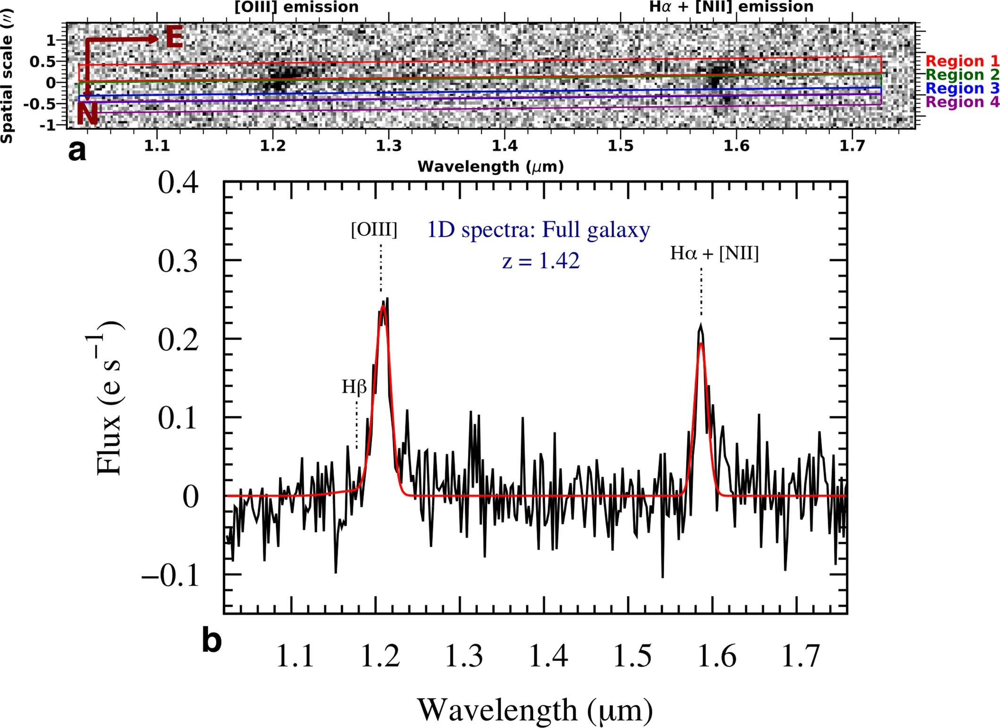 [OIII] emission
Hα + [NII] emission
Spatial scale (")
1
0.5
0
-0.5
-1
E
N
Region 1
Region 2
Region 3
Region 4
1.1 1.2 1.3 1.4 1.5 1.6 1.7
a
Wavelength (μm)
0.4
0.3
0.2
0.1
0
−0.1
Flux (e s⁻¹)
[OIII]
1D spectra: Full galaxy
z = 1.42
Hα + [NII]
Hβ
b
1.1 1.2 1.3 1.4 1.5 1.6 1.7
Wavelength (μm)